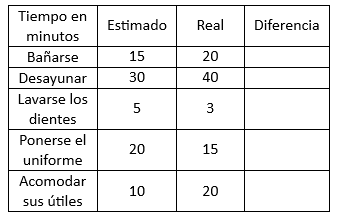 Tiempo en minutos Estimado Real Diferencia
Bañarse 15 20
Desayunar 30 40
Lavarse los dientes 5 3
Ponerse el uniforme 20 15
Acomodar sus útiles 10 20